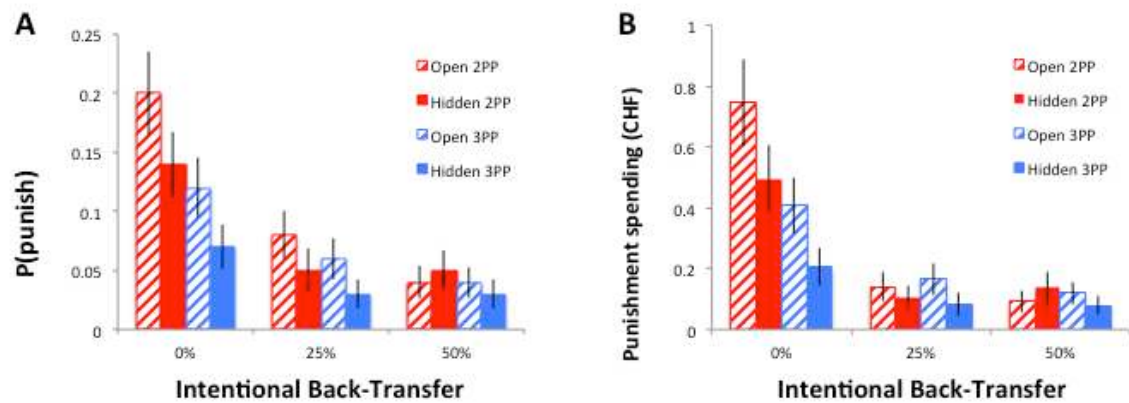 A
P(punish)
0.25
0.2
0.15
0.1
0.05
0
Open 2PP
Hidden 2PP
Open 3PP
Hidden 3PP
0% 25% 50%
Intentional Back-Transfer
B
Punishment spending (CHF)
1
0.8
0.6
0.4
0.2
0
Open 2PP
Hidden 2PP
Open 3PP
Hidden 3PP
0% 25% 50%
Intentional Back-Transfer